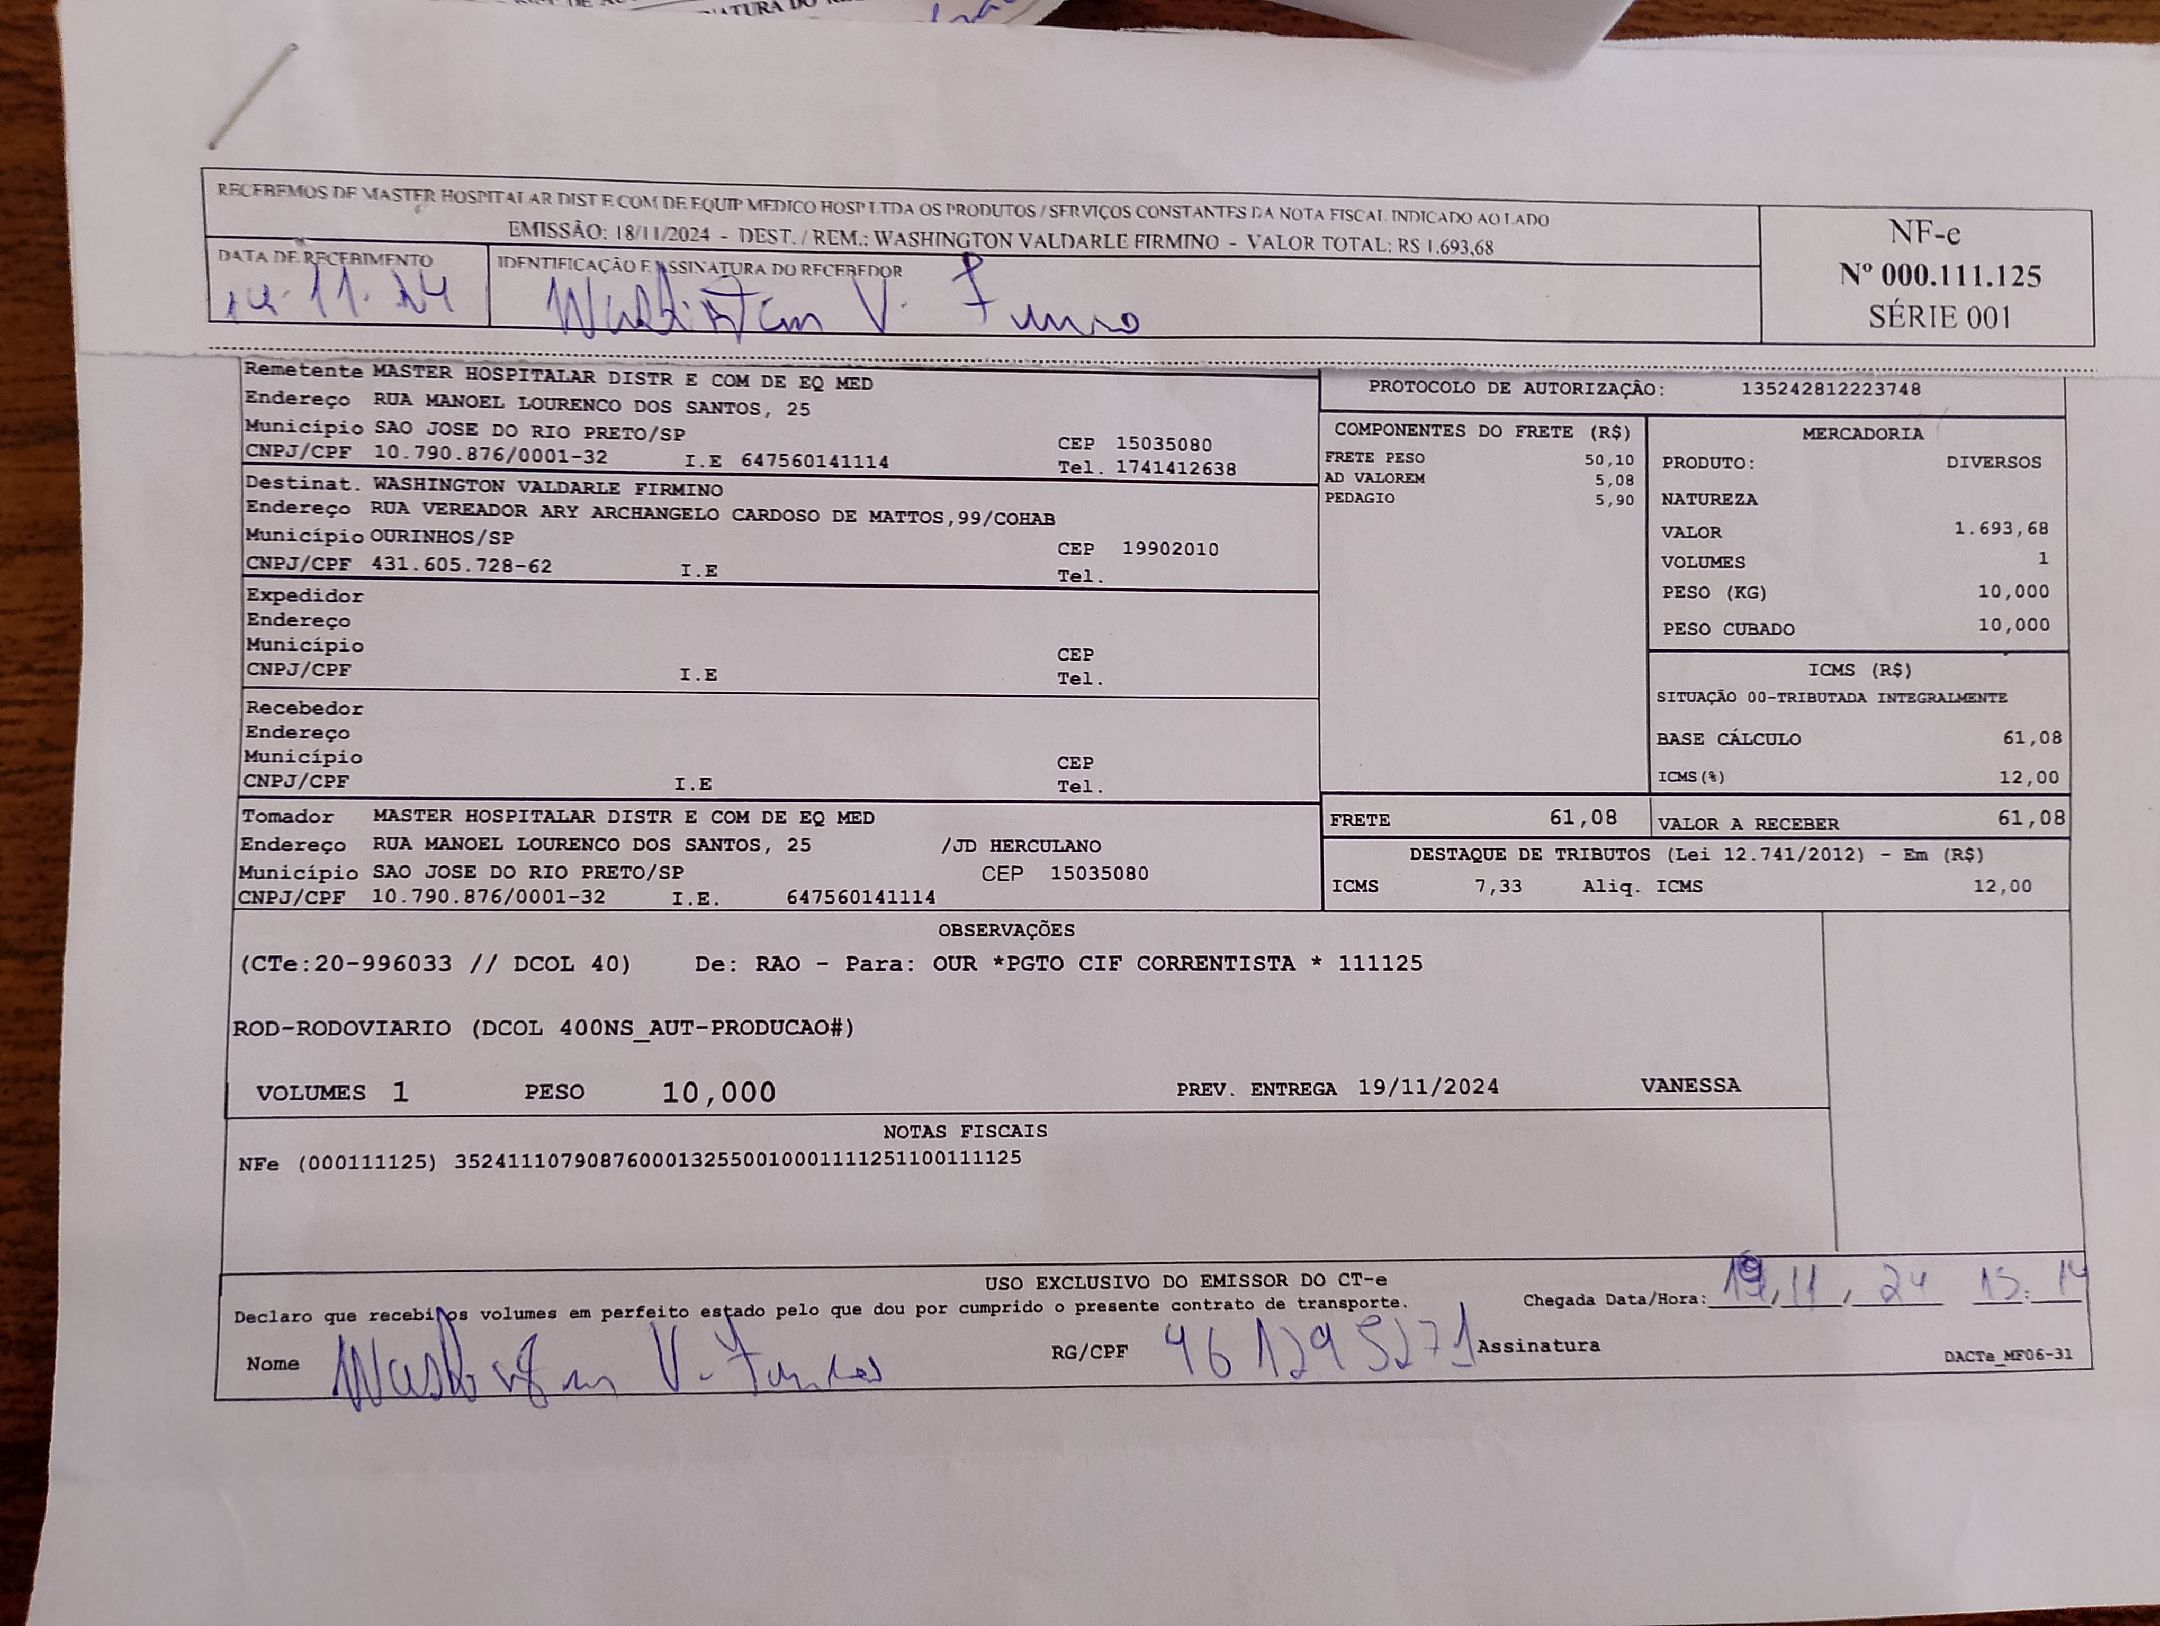 RECEBEMOS DE MASTER HOSPITALAR DIST E COM DE EQUIP MEDICO HOSP LTDA OS PRODUTOS / SERVIÇOS CONSTANTES DA NOTA FISCAL INDICADO AO LADO
EMISSÃO: 18/11/2024 - DEST. / REM.: WASHINGTON VALDARLE FIRMINO - VALOR TOTAL: R$ 1.693,68
NF-e
Nº 000.111.125
SÉRIE 001
DATA DE RECEBIMENTO
IDENTIFICAÇÃO E ASSINATURA DO RECEBEDOR
11. 24
Washington V. Firmino
Remetente MASTER HOSPITALAR DISTR E COM DE EQ MED
Endereço RUA MANOEL LOURENCO DOS SANTOS, 25
Município SAO JOSE DO RIO PRETO/SP CEP 15035080
CNPJ/CPF 10.790.876/0001-32 I.E 647560141114 Tel. 1741412638
Destinat. WASHINGTON VALDARLE FIRMINO
Endereço RUA VEREADOR ARY ARCHANGELO CARDOSO DE MATTOS,99/COHAB
Município OURINHOS/SP CEP 19902010
CNPJ/CPF 431.605.728-62 I.E Tel.
Expedidor
Endereço
Município CEP
CNPJ/CPF I.E Tel.
Recebedor
Endereço
Município CEP
CNPJ/CPF I.E Tel.
Tomador MASTER HOSPITALAR DISTR E COM DE EQ MED
Endereço RUA MANOEL LOURENCO DOS SANTOS, 25 /JD HERCULANO
Município SAO JOSE DO RIO PRETO/SP CEP 15035080
CNPJ/CPF 10.790.876/0001-32 I.E. 647560141114
PROTOCOLO DE AUTORIZAÇÃO: 135242812223748
COMPONENTES DO FRETE (R$)
FRETE PESO 50,10
AD VALOREM 5,08
PEDAGIO 5,90
MERCADORIA
PRODUTO: DIVERSOS
NATUREZA
VALOR 1.693,68
VOLUMES 1
PESO (KG) 10,000
PESO CUBADO 10,000
ICMS (R$)
SITUAÇÃO 00-TRIBUTADA INTEGRALMENTE
BASE CÁLCULO 61,08
ICMS(%) 12,00
FRETE 61,08 VALOR A RECEBER 61,08
DESTAQUE DE TRIBUTOS (Lei 12.741/2012) - Em (R$)
ICMS 7,33 Aliq. ICMS 12,00
OBSERVAÇÕES
(CTe:20-996033 // DCOL 40) De: RAO - Para: OUR *PGTO CIF CORRENTISTA * 111125
ROD-RODOVIARIO (DCOL 400NS_AUT-PRODUCAO#)
VOLUMES 1 PESO 10,000 PREV. ENTREGA 19/11/2024 VANESSA
NOTAS FISCAIS
NFe (000111125) 35241110790876000132550010001111251100111125
USO EXCLUSIVO DO EMISSOR DO CT-e
Declaro que recebi os volumes em perfeito estado pelo que dou por cumprido o presente contrato de transporte.
Chegada Data/Hora: 19, 11, 24 15:14
Nome Washington V. Firmino RG/CPF 461295271 Assinatura
DACTe_MF06-31